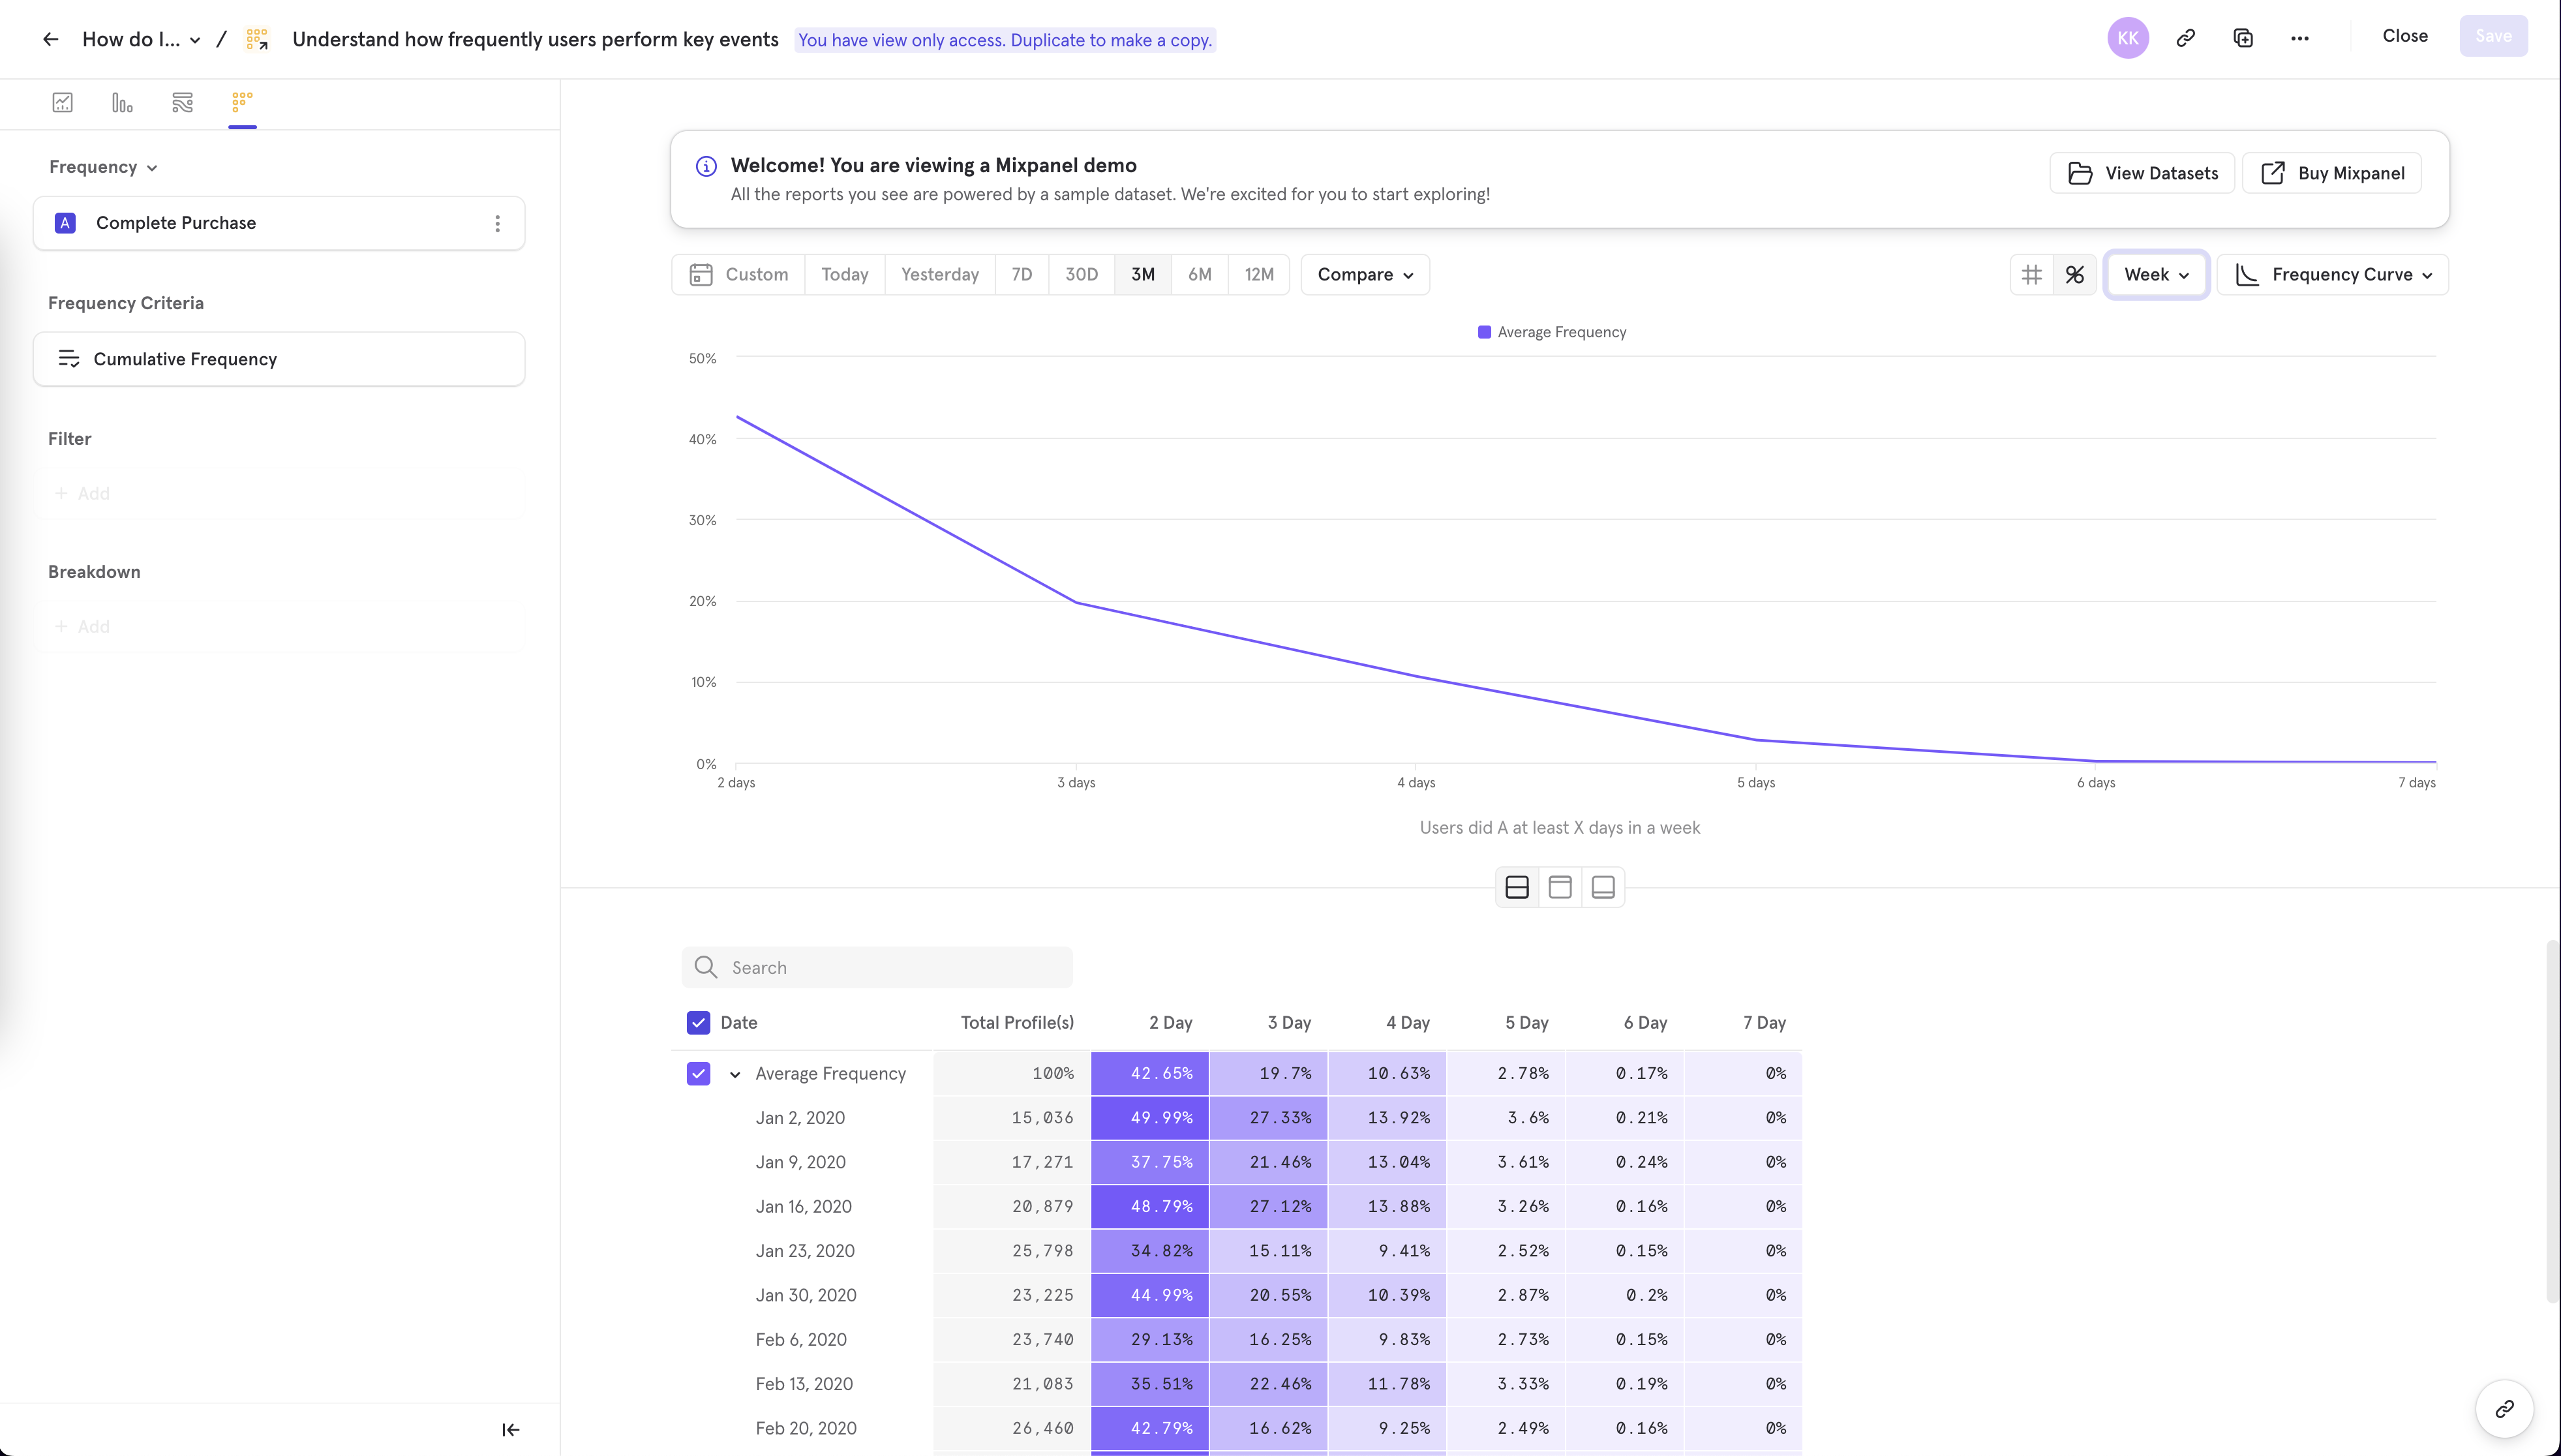 How do I... / Understand how frequently users perform key events You have view only access. Duplicate to make a copy. KK Close Save
Frequency
A Complete Purchase
Frequency Criteria
Cumulative Frequency
Filter
+ Add
Breakdown
+ Add
Welcome! You are viewing a Mixpanel demo
All the reports you see are powered by a sample dataset. We're excited for you to start exploring!
View Datasets Buy Mixpanel
Custom Today Yesterday 7D 30D 3M 6M 12M Compare # % Week Frequency Curve
Average Frequency
50%
40%
30%
20%
10%
0%
2 days 3 days 4 days 5 days 6 days 7 days
Users did A at least X days in a week
Search
Date Total Profile(s) 2 Day 3 Day 4 Day 5 Day 6 Day 7 Day
Average Frequency 100% 42.65% 19.7% 10.63% 2.78% 0.17% 0%
Jan 2, 2020 15,036 49.99% 27.33% 13.92% 3.6% 0.21% 0%
Jan 9, 2020 17,271 37.75% 21.46% 13.04% 3.61% 0.24% 0%
Jan 16, 2020 20,879 48.79% 27.12% 13.88% 3.26% 0.16% 0%
Jan 23, 2020 25,798 34.82% 15.11% 9.41% 2.52% 0.15% 0%
Jan 30, 2020 23,225 44.99% 20.55% 10.39% 2.87% 0.2% 0%
Feb 6, 2020 23,740 29.13% 16.25% 9.83% 2.73% 0.15% 0%
Feb 13, 2020 21,083 35.51% 22.46% 11.78% 3.33% 0.19% 0%
Feb 20, 2020 26,460 42.79% 16.62% 9.25% 2.49% 0.16% 0%